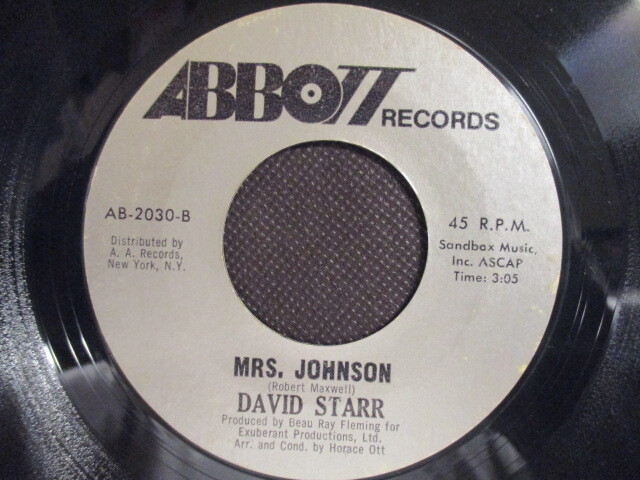 ABBOTT RECORDS
AB-2030-B
Distributed by
A. A. Records,
New York, N.Y.
45 R.P.M.
Sandbox Music,
Inc. ASCAP
Time: 3:05
MRS. JOHNSON
(Robert Maxwell)
DAVID STARR
Produced by Beau Ray Fleming for
Exuberant Productions, Ltd.
Arr. and Cond. by Horace Ott